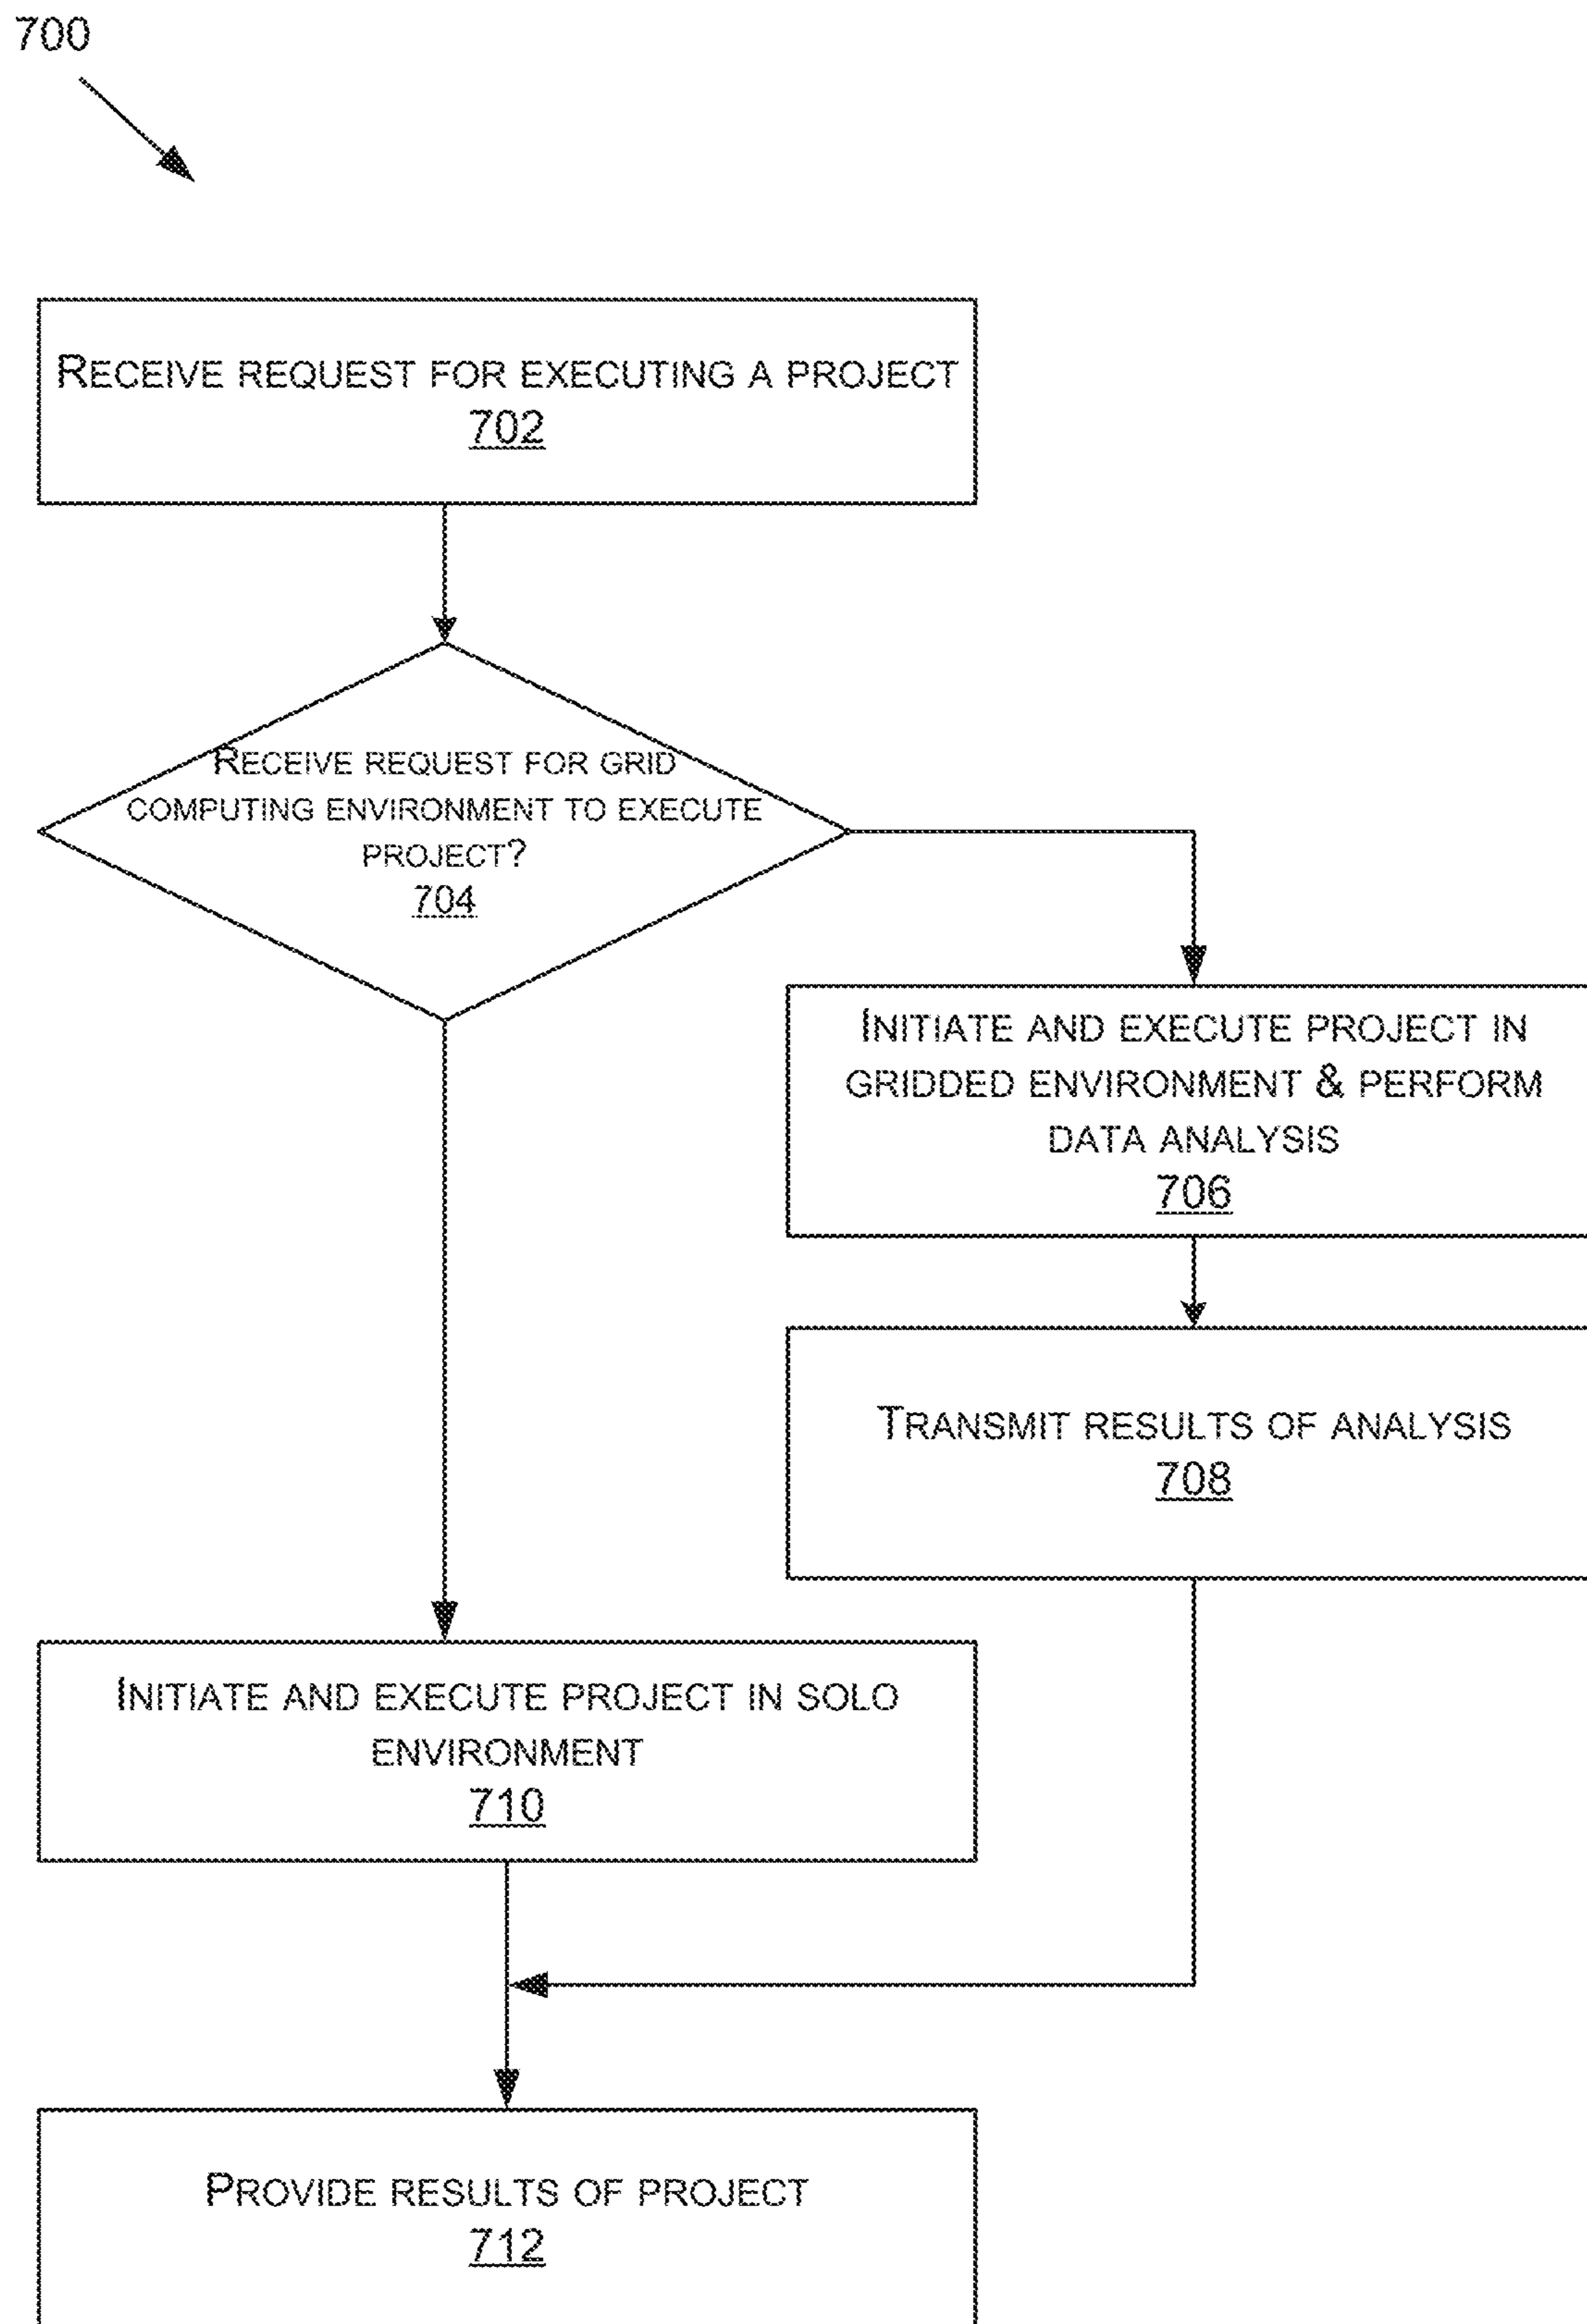 700
RECEIVE REQUEST FOR EXECUTING A PROJECT
702
RECEIVE REQUEST FOR GRID
COMPUTING ENVIRONMENT TO EXECUTE
PROJECT?
704
INITIATE AND EXECUTE PROJECT IN
GRIDDED ENVIRONMENT & PERFORM
DATA ANALYSIS
706
TRANSMIT RESULTS OF ANALYSIS
708
INITIATE AND EXECUTE PROJECT IN SOLO
ENVIRONMENT
710
PROVIDE RESULTS OF PROJECT
712